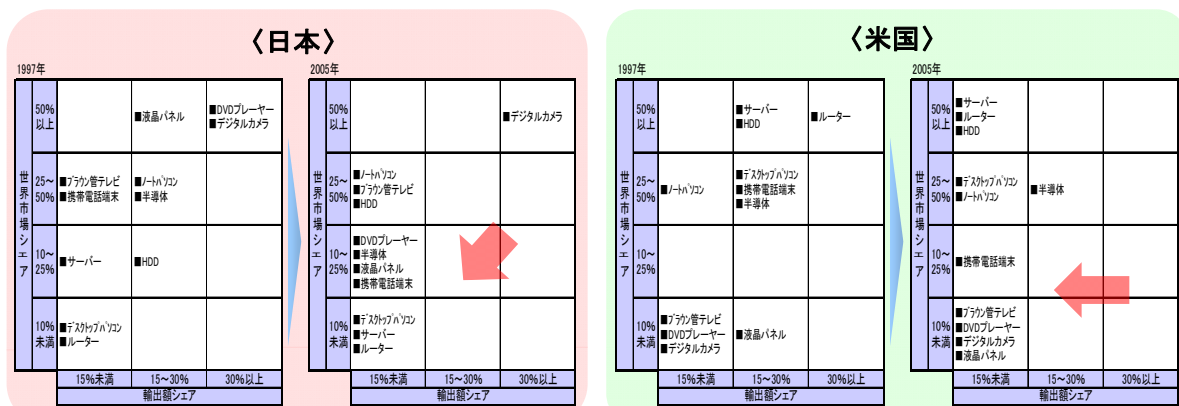 〈日本〉
1997年
世界市場シェア
50%
以上
■液晶パネル
■DVDプレーヤー
■デジタルカメラ
25～
50%
■ブラウン管テレビ
■携帯電話端末
■ノートパソコン
■半導体
10～
25%
■サーバー
■HDD
10%
未満
■デスクトップパソコン
■ルーター
15%未満
15～30%
30%以上
輸出額シェア
2005年
世界市場シェア
50%
以上
■デジタルカメラ
25～
50%
■ノートパソコン
■ブラウン管テレビ
■HDD
10～
25%
■DVDプレーヤー
■半導体
■液晶パネル
■携帯電話端末
10%
未満
■デスクトップパソコン
■サーバー
■ルーター
15%未満
15～30%
30%以上
輸出額シェア
〈米国〉
1997年
世界市場シェア
50%
以上
■サーバー
■HDD
■ルーター
25～
50%
■ノートパソコン
■デスクトップパソコン
■携帯電話端末
■半導体
10～
25%
10%
未満
■ブラウン管テレビ
■DVDプレーヤー
■デジタルカメラ
■液晶パネル
15%未満
15～30%
30%以上
輸出額シェア
2005年
世界市場シェア
50%
以上
■サーバー
■ルーター
■HDD
25～
50%
■デスクトップパソコン
■ノートパソコン
■半導体
10～
25%
■携帯電話端末
10%
未満
■ブラウン管テレビ
■DVDプレーヤー
■デジタルカメラ
■液晶パネル
15%未満
15～30%
30%以上
輸出額シェア